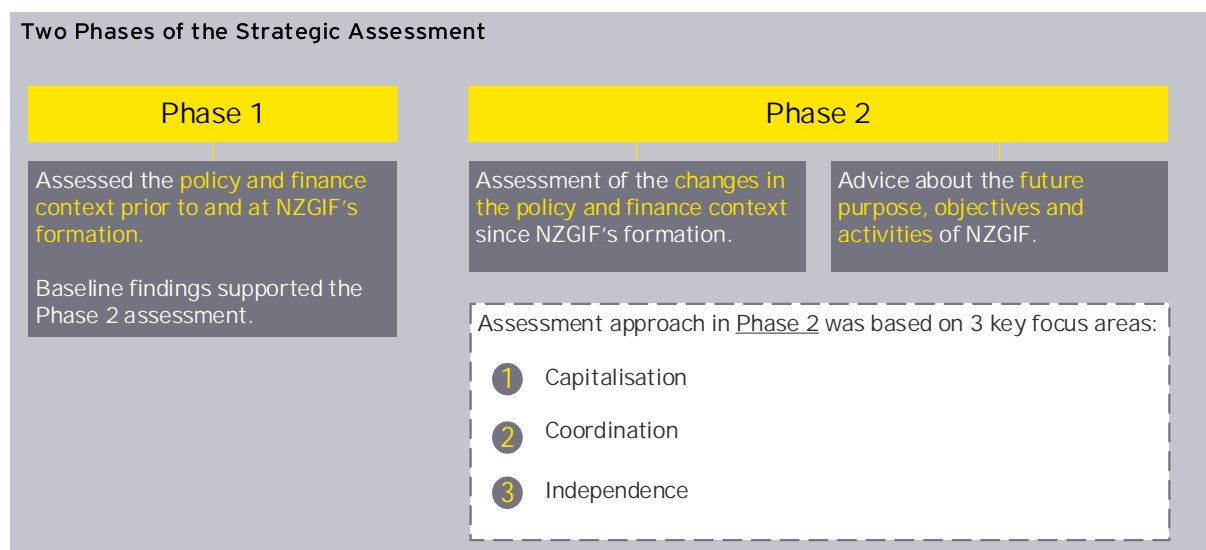 Two Phases of the Strategic Assessment
Phase 1
Assessed the policy and finance
context prior to and at NZGIF's
formation.
Baseline findings supported the
Phase 2 assessment.
Phase 2
Assessment of the changes in
the policy and finance context
since NZGIF's formation.
Advice about the future
purpose, objectives and
activities of NZGIF.
Assessment approach in Phase 2 was based on 3 key focus areas:
1 Capitalisation
2 Coordination
3 Independence